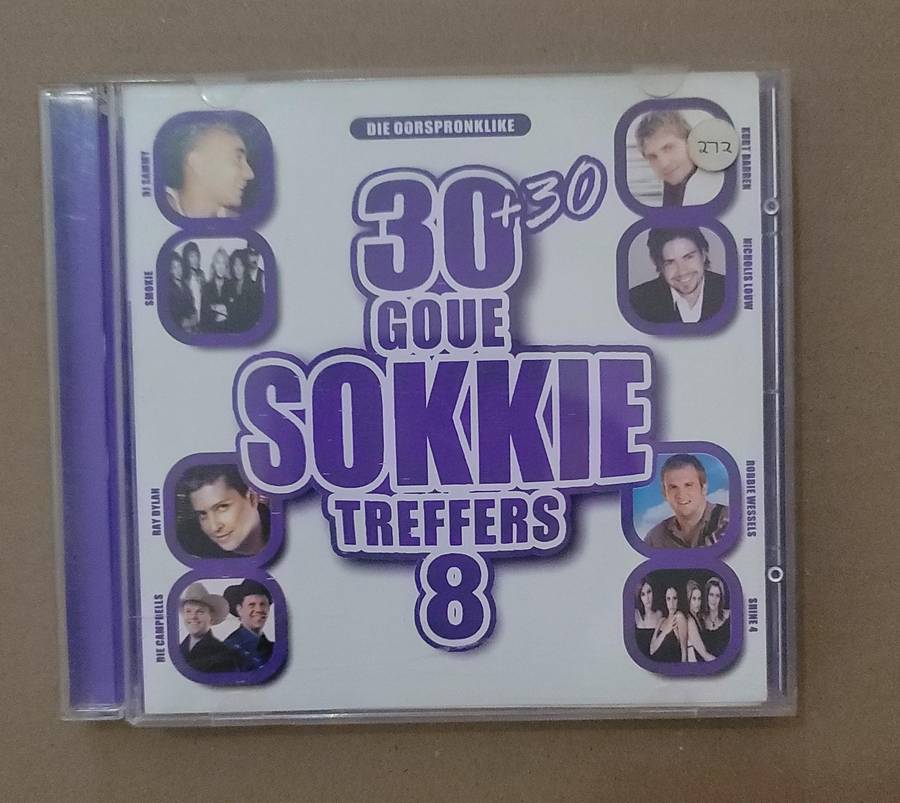 DIE OORSPRONKLIKE
30
+30
GOUE
SOKKIE
TREFFERS
8
DJ SAMMY
SMOKIE
RAY DYLAN
DIE CAMPBELLS
KURT DARREN
272
NICHOLIS LOUW
ROBBIE WESSELS
SHINE 4